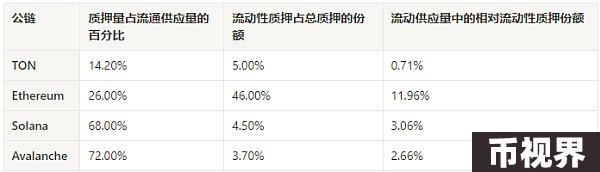 公链 质押量占流通供应量的 流动性质押占总质押的份 流动供应量中的相对流动性质押份额
百分比 额
TON 14.20% 5.00% 0.71%
Ethereum 26.00% 46.00% 11.96%
Solana 68.00% 4.50% 3.06%
Avalanche 72.00% 3.70% 2.66%
币视界